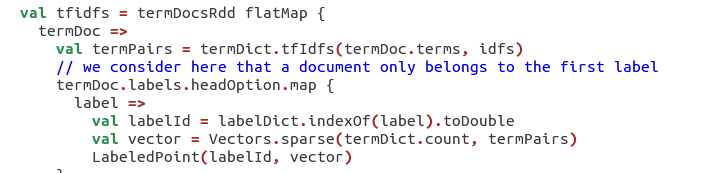 val tfidfs = termDocsRdd flatMap {
termDoc =>
val termPairs = termDict.tfIdfs(termDoc.terms, idfs)
// we consider here that a document only belongs to the first label
termDoc.labels.headOption.map {
label =>
val labelId = labelDict.indexOf(label).toDouble
val vector = Vectors.sparse(termDict.count, termPairs)
LabeledPoint(labelId, vector)
}